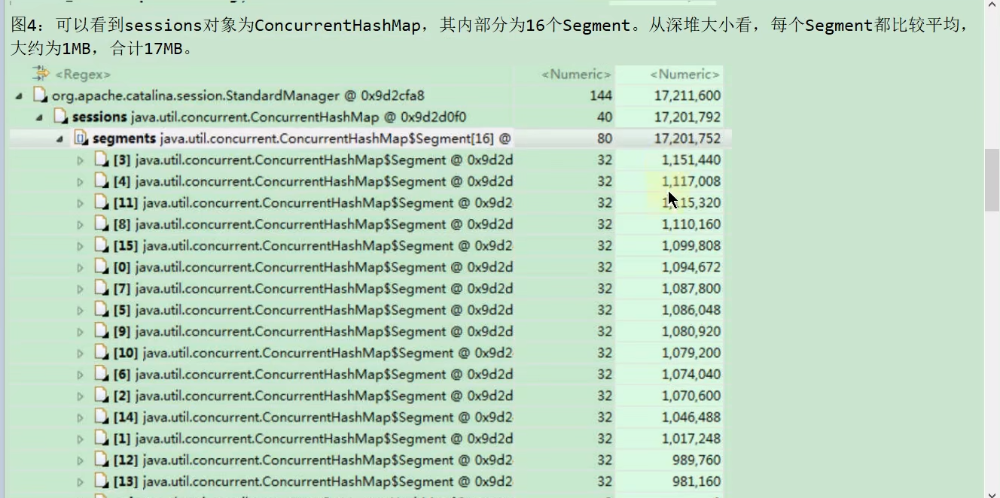 图4：可以看到sessions对象为ConcurrentHashMap，其内部分为16个Segment。从深堆大小看，每个Segment都比较平均，
大约为1MB，合计17MB。
<Regex> <Numeric> <Numeric>
org.apache.catalina.session.StandardManager @ 0x9d2cfa8 144 17,211,600
sessions java.util.concurrent.ConcurrentHashMap @ 0x9d2d0f0 40 17,201,792
segments java.util.concurrent.ConcurrentHashMap$Segment[16] @ 80 17,201,752
[3] java.util.concurrent.ConcurrentHashMap$Segment @ 0x9d2d 32 1,151,440
[4] java.util.concurrent.ConcurrentHashMap$Segment @ 0x9d2d 32 1,117,008
[11] java.util.concurrent.ConcurrentHashMap$Segment @ 0x9d2 32 1,115,320
[8] java.util.concurrent.ConcurrentHashMap$Segment @ 0x9d2d 32 1,110,160
[15] java.util.concurrent.ConcurrentHashMap$Segment @ 0x9d2 32 1,099,808
[0] java.util.concurrent.ConcurrentHashMap$Segment @ 0x9d2d 32 1,094,672
[7] java.util.concurrent.ConcurrentHashMap$Segment @ 0x9d2d 32 1,087,800
[5] java.util.concurrent.ConcurrentHashMap$Segment @ 0x9d2d 32 1,086,048
[9] java.util.concurrent.ConcurrentHashMap$Segment @ 0x9d2d 32 1,080,920
[10] java.util.concurrent.ConcurrentHashMap$Segment @ 0x9d2 32 1,079,200
[6] java.util.concurrent.ConcurrentHashMap$Segment @ 0x9d2d 32 1,074,040
[2] java.util.concurrent.ConcurrentHashMap$Segment @ 0x9d2d 32 1,070,600
[14] java.util.concurrent.ConcurrentHashMap$Segment @ 0x9d2 32 1,046,488
[1] java.util.concurrent.ConcurrentHashMap$Segment @ 0x9d2d 32 1,017,248
[12] java.util.concurrent.ConcurrentHashMap$Segment @ 0x9d2 32 989,760
[13] java.util.concurrent.ConcurrentHashMap$Segment @ 0x9d2 32 981,160